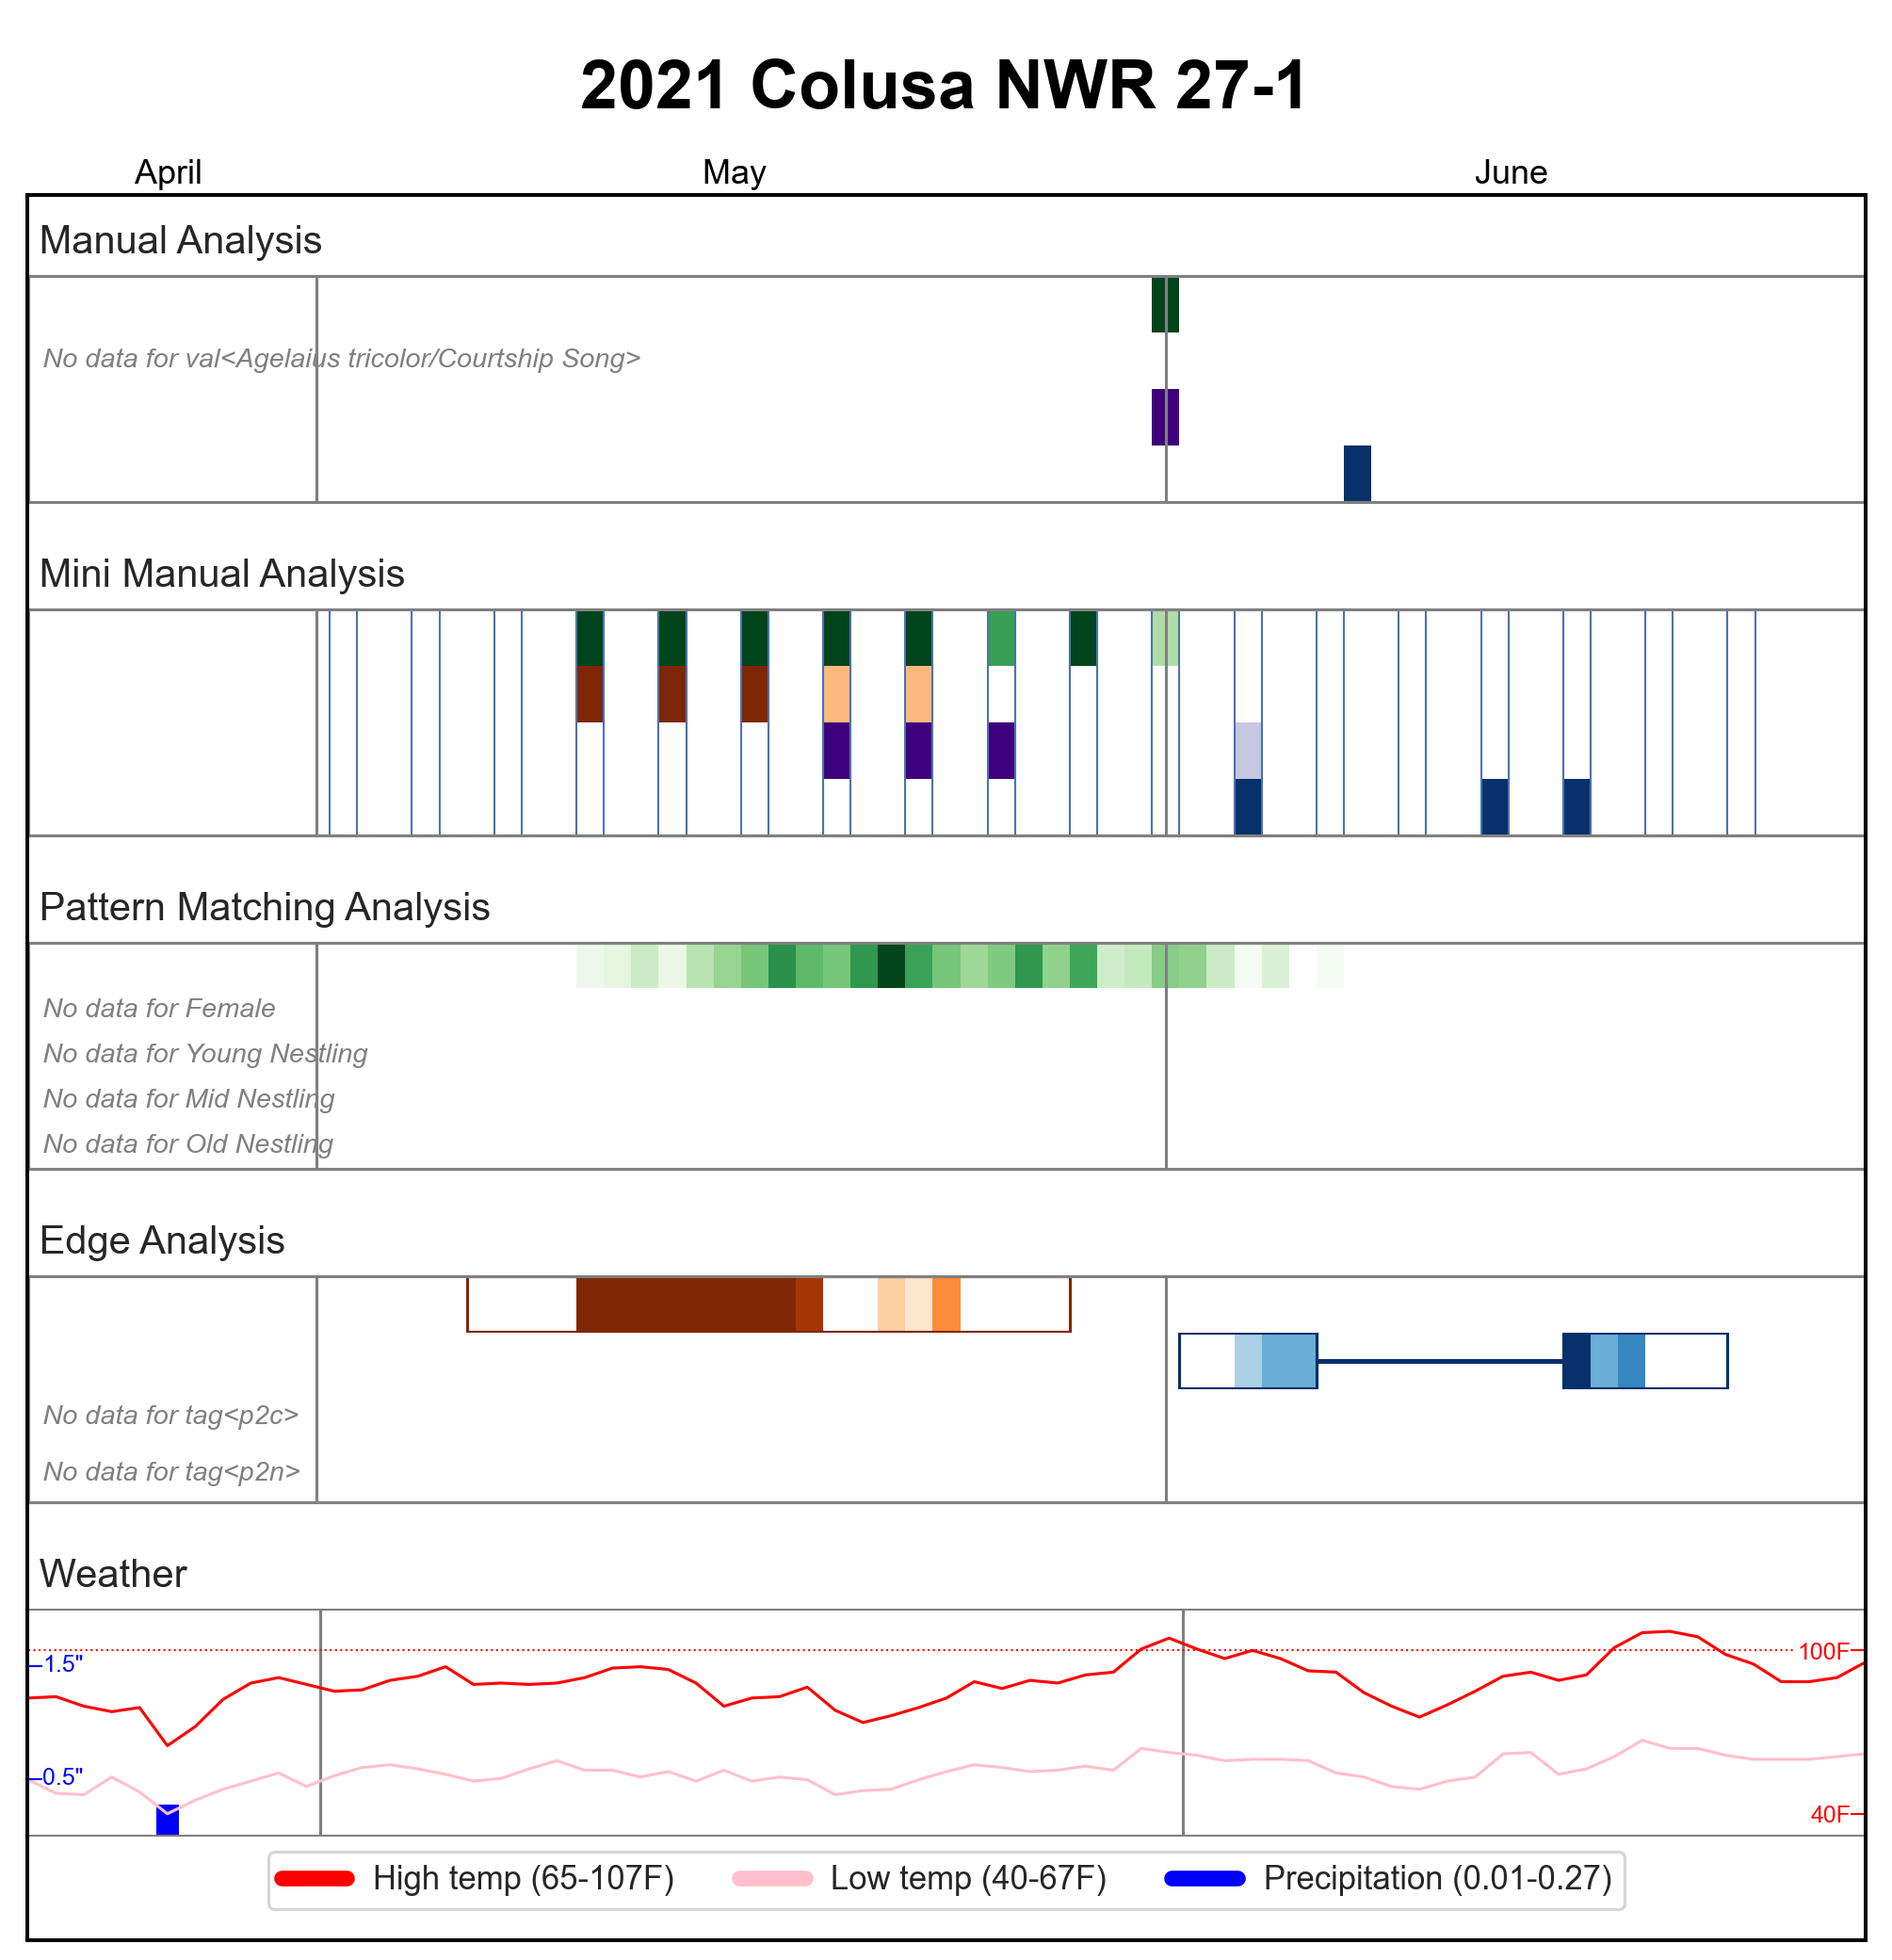 2021 Colusa NWR 27-1
April May June
Manual Analysis
No data for val<Agelaius tricolor/Courtship Song>
Mini Manual Analysis
Pattern Matching Analysis
No data for Female
No data for Young Nestling
No data for Mid Nestling
No data for Old Nestling
Edge Analysis
No data for tag<p2c>
No data for tag<p2n>
Weather
100F
1.5"
0.5"
40F
High temp (65-107F) Low temp (40-67F) Precipitation (0.01-0.27)